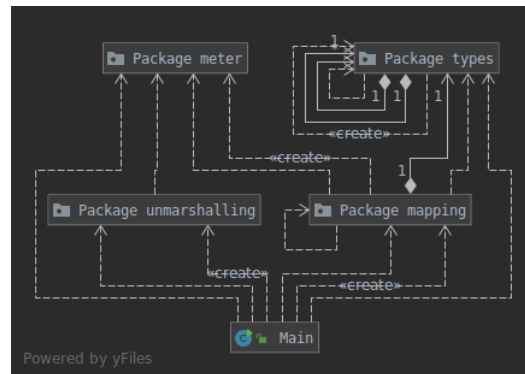 1
Package meter
Package types
1
1
1
«create»
«create»
1
Package unmarshalling
Package mapping
«create»
«create»
Main
Powered by yFiles